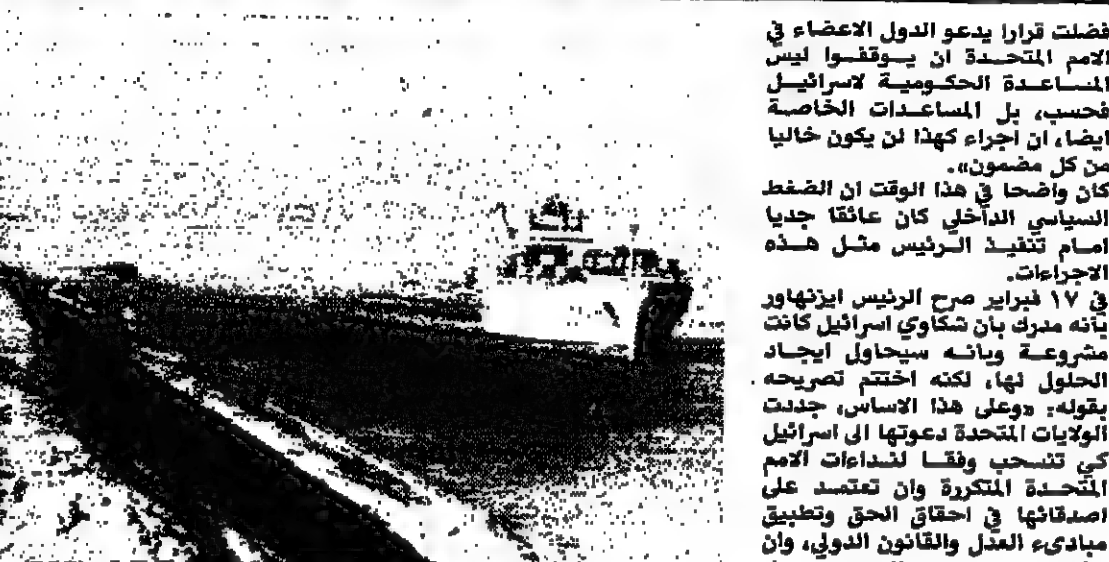 فضلت قرارا يدعو الدول الاعضاء في
الامم المتحدة ان يوقفوا ليس
المساعدة الحكومية لاسرائيل
فحسب، بل المساعدات الخاصة
ايضا، ان اجراء كهذا لن يكون خاليا
من كل مضمون».
كان واضحا في هذا الوقت ان الضغط
السياسي الداخلي كان عائقا جديا
امام تنفيذ الرئيس مثل هذه
الاجراءات.
في ١٧ فبراير صرح الرئيس ايزنهاور
بأنه مدرك بان شكاوي اسرائيل كانت
مشروعة وبانه سيحاول ايجاد
الحلول لها، لكنه اختتم تصريحه
بقوله: «وعلى هذا الاساس، جددت
الولايات المتحدة دعوتها الى اسرائيل
كي تنسحب وفقا لنداءات الامم
المتحدة المتكررة وان تعتمد على
اصدقائها في احقاق الحق وتطبيق
مبادىء العدل والقانون الدولي، وان